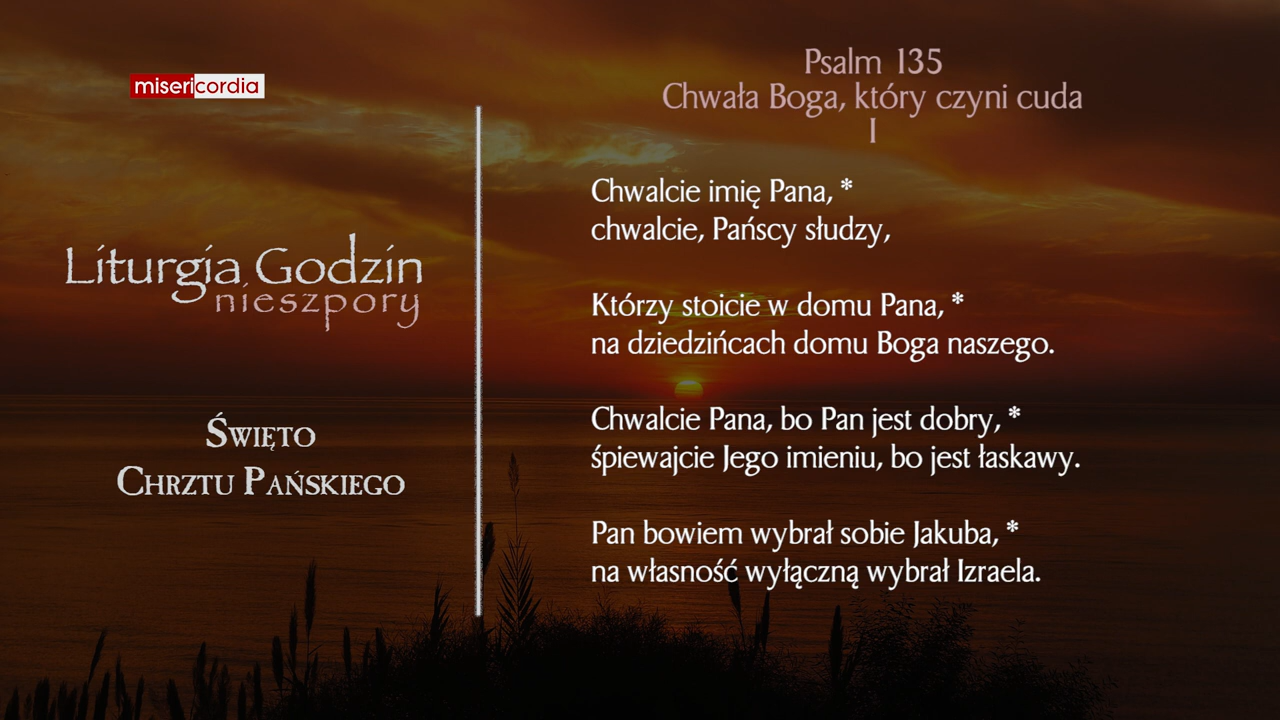 misericordia
Liturgia Godzin
nieszpory
Święto
Chrztu Pańskiego
Psalm 135
Chwała Boga, który czyni cuda
I
Chwalcie imię Pana, *
chwalcie, Pańscy słudzy,
Którzy stoicie w domu Pana, *
na dziedzińcach domu Boga naszego.
Chwalcie Pana, bo Pan jest dobry, *
śpiewajcie Jego imieniu, bo jest łaskawy.
Pan bowiem wybrał sobie Jakuba, *
na własność wyłączną wybrał Izraela.